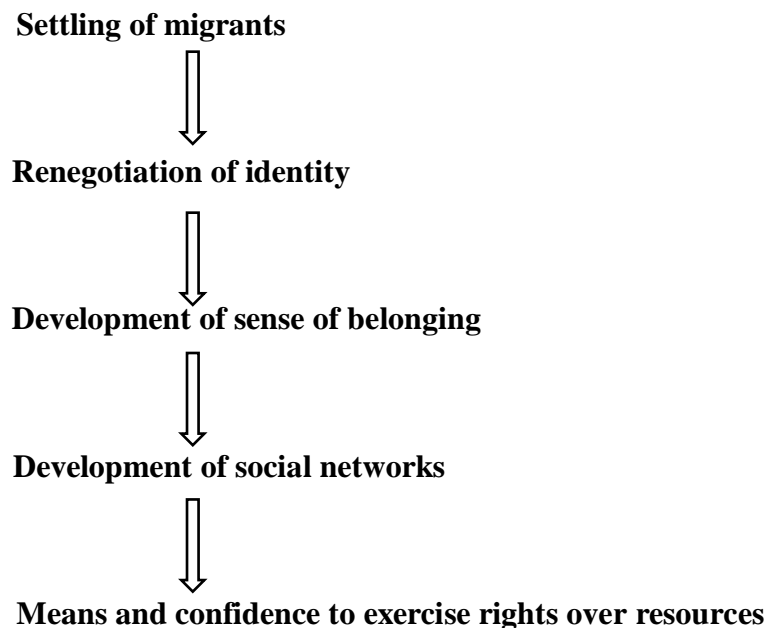 Settling of migrants
Renegotiation of identity
Development of sense of belonging
Development of social networks
Means and confidence to exercise rights over resources